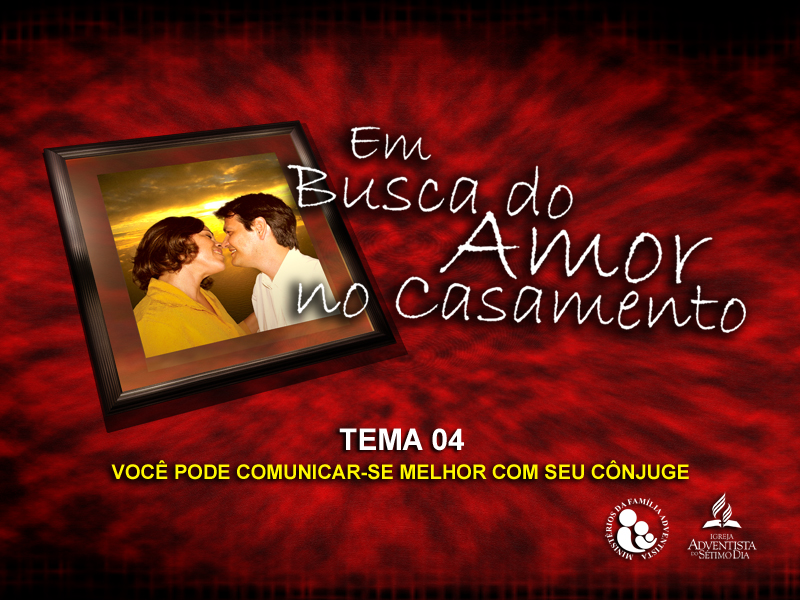 Em
Busca do
Amor
no Casamento
TEMA 04
VOCÊ PODE COMUNICAR-SE MELHOR COM SEU CÔNJUGE
MINISTÉRIOS DA FAMÍLIA ADVENTISTA
IGREJA
ADVENTISTA
DO SÉTIMO DIA